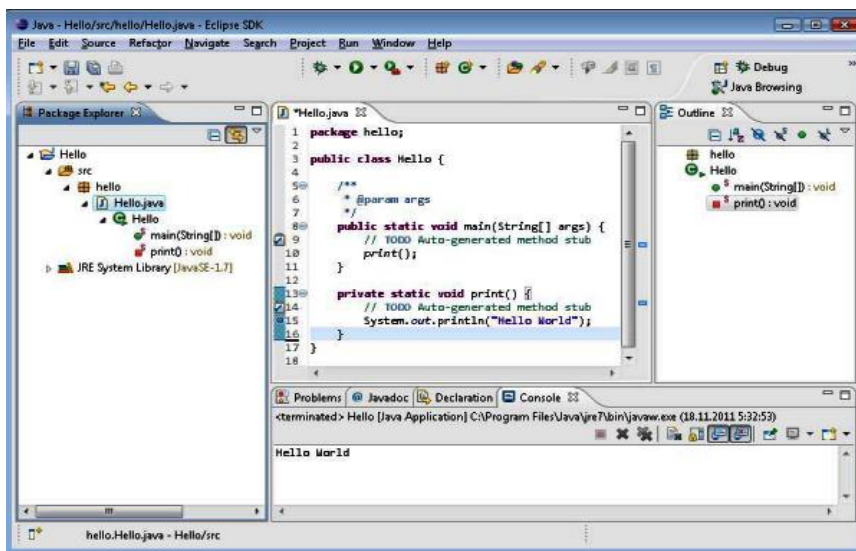 Java - Hello/src/hello/Hello.java - Eclipse SDK
File Edit Source Refactor Navigate Search Project Run Window Help
Debug
Java Browsing
Package Explorer
Hello
src
hello
Hello.java
Hello
main(String[]) : void
print() : void
JRE System Library [JavaSE-1.7]
*Hello.java
1 package hello;
2
3 public class Hello {
4
5 /**
6 * @param args
7 */
8 public static void main(String[] args) {
9 // TODO Auto-generated method stub
10 print();
11 }
12
13 private static void print() {
14 // TODO Auto-generated method stub
15 System.out.println("Hello World");
16 }
17 }
18
Outline
hello
Hello
main(String[]) : void
print() : void
Problems @ Javadoc Declaration Console
<terminated> Hello [Java Application] C:\Program Files\Java\jre7\bin\javaw.exe (18.11.2011 5:32:53)
Hello World
hello.Hello.java - Hello/src